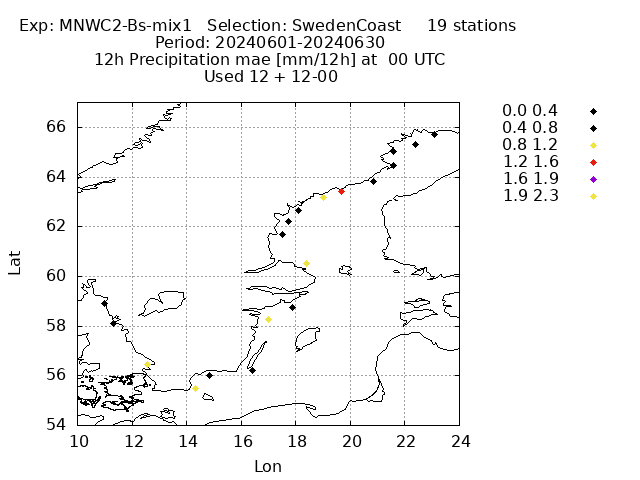 Exp: MNWC2-Bs-mix1   Selection: SwedenCoast     19 stations
Period: 20240601-20240630
12h Precipitation mae [mm/12h] at  00 UTC
Used 12 + 12-00
0.0 0.4
0.4 0.8
0.8 1.2
1.2 1.6
1.6 1.9
1.9 2.3
66
64
62
60
58
56
54
Lat
10 12 14 16 18 20 22 24
Lon